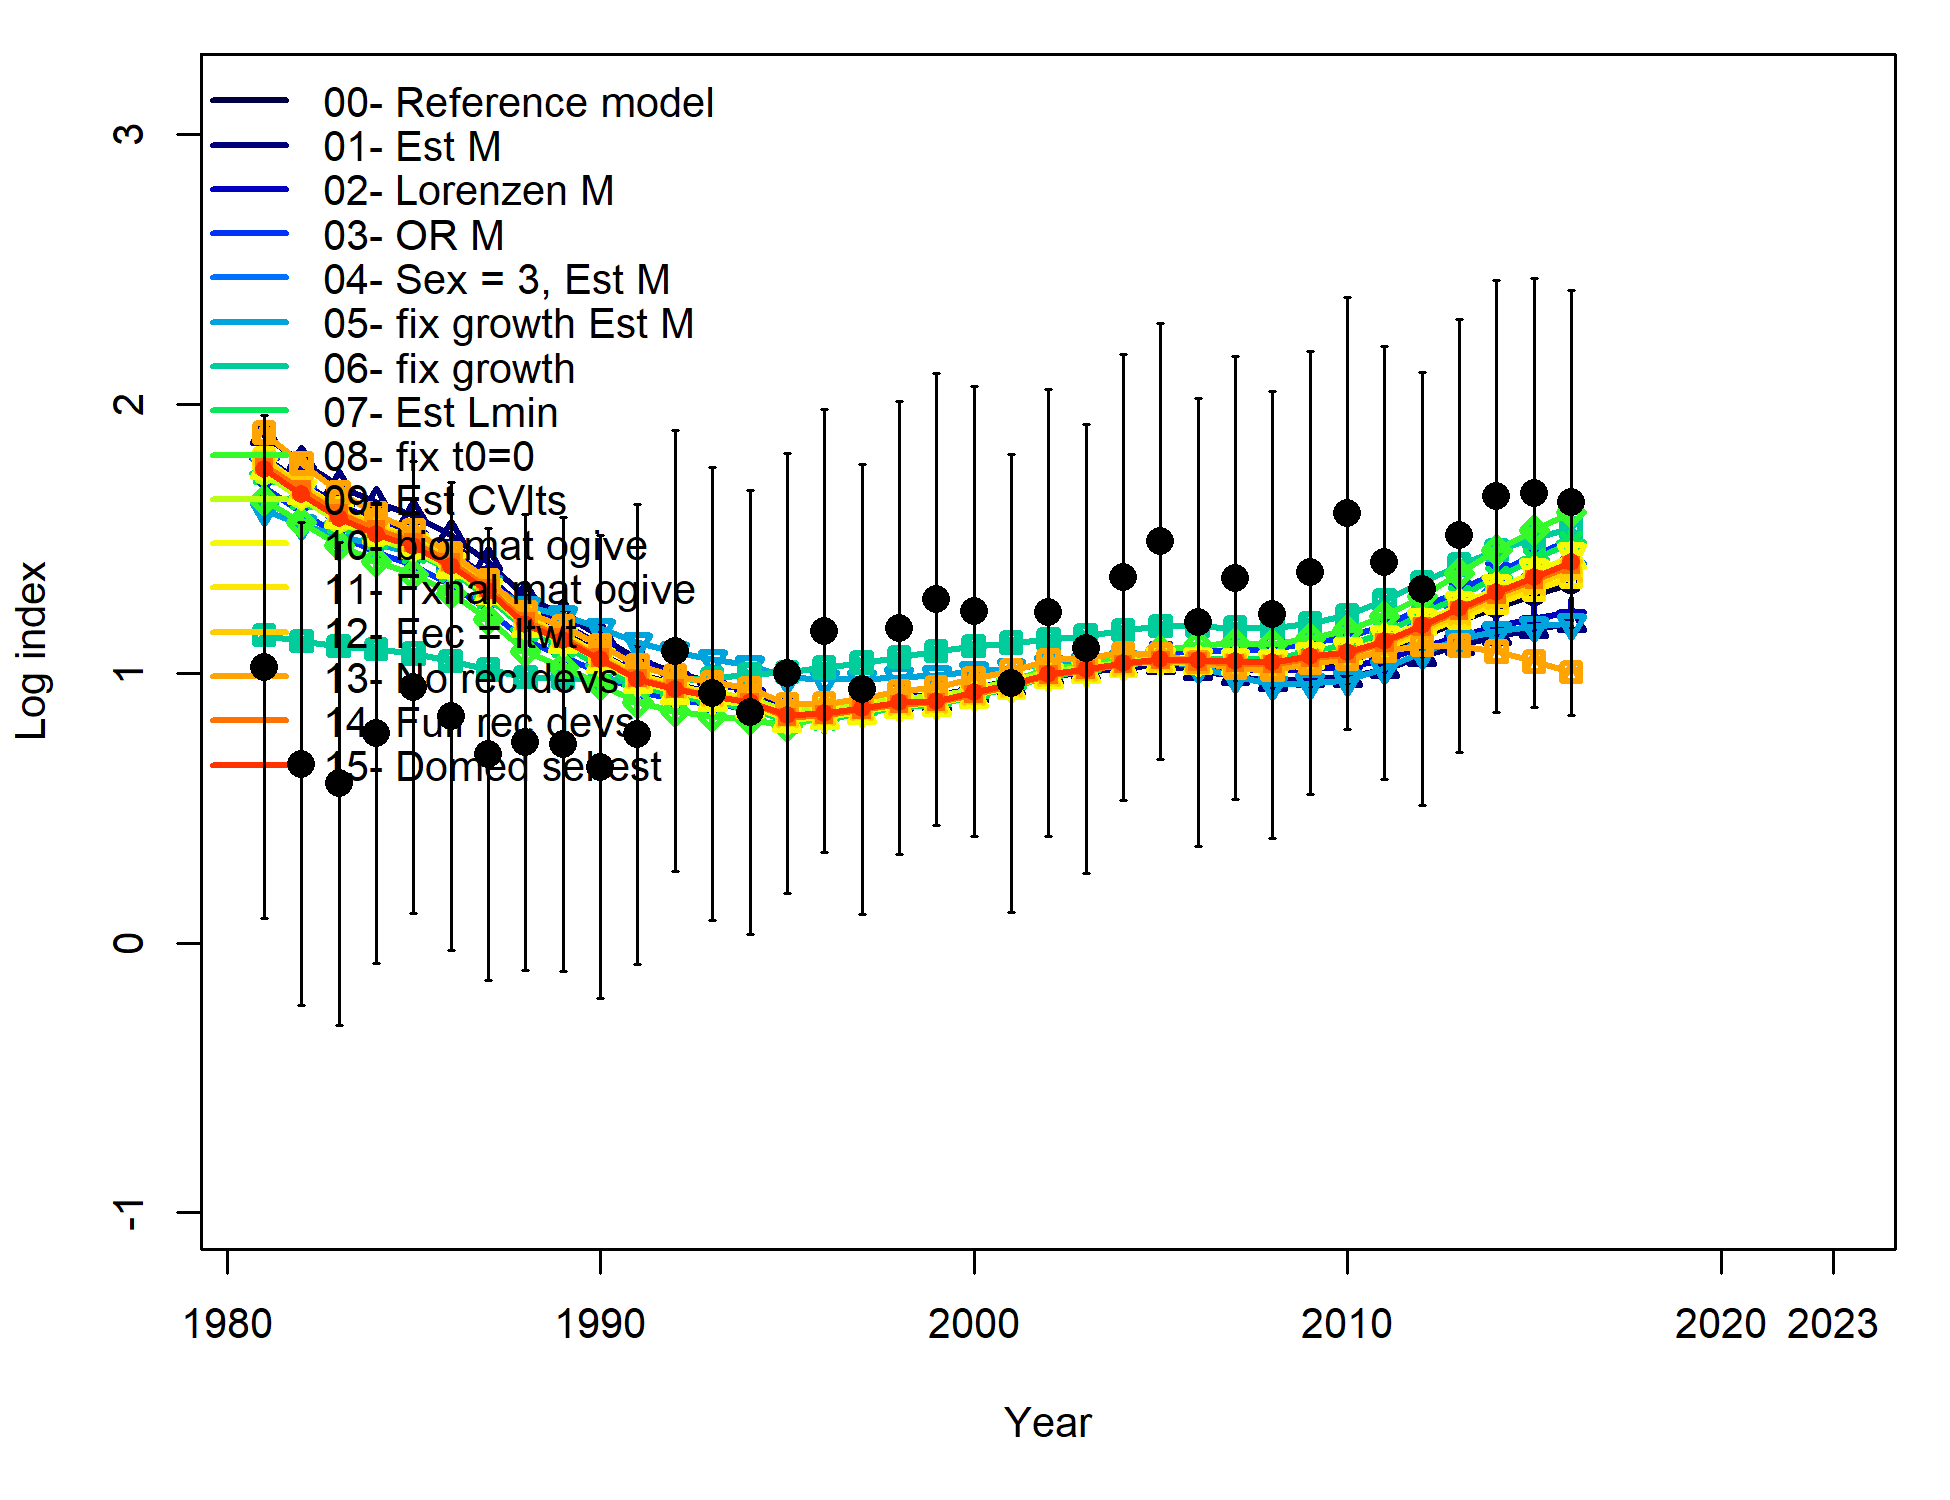 00- Reference model
01- Est M
02- Lorenzen M
03- OR M
04- Sex = 3, Est M
05- fix growth Est M
06- fix growth
07- Est Lmin
08- fix t0=0
09- Est CVlts
10- bio mat ogive
11- Fxnal mat ogive
12- Fec = ltwt
13- No rec devs
14- Full rec devs
15- Domed sel est
Log index
3
2
1
0
-1
1980 1990 2000 2010 2020 2023
Year